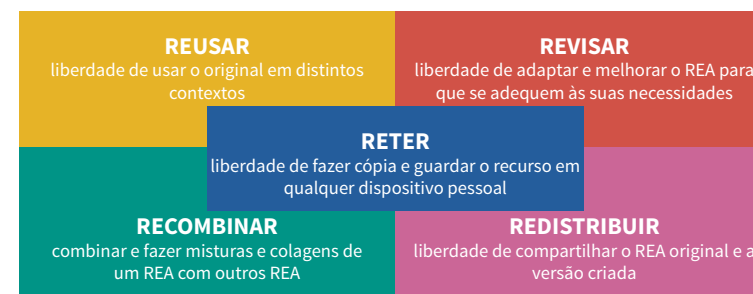 REUSAR
liberdade de usar o original em distintos
contextos
REVISAR
liberdade de adaptar e melhorar o REA para
que se adequem às suas necessidades
RETER
liberdade de fazer cópia e guardar o recurso em
qualquer dispositivo pessoal
RECOMBINAR
combinar e fazer misturas e colagens de
um REA com outros REA
REDISTRIBUIR
liberdade de compartilhar o REA original e a
versão criada